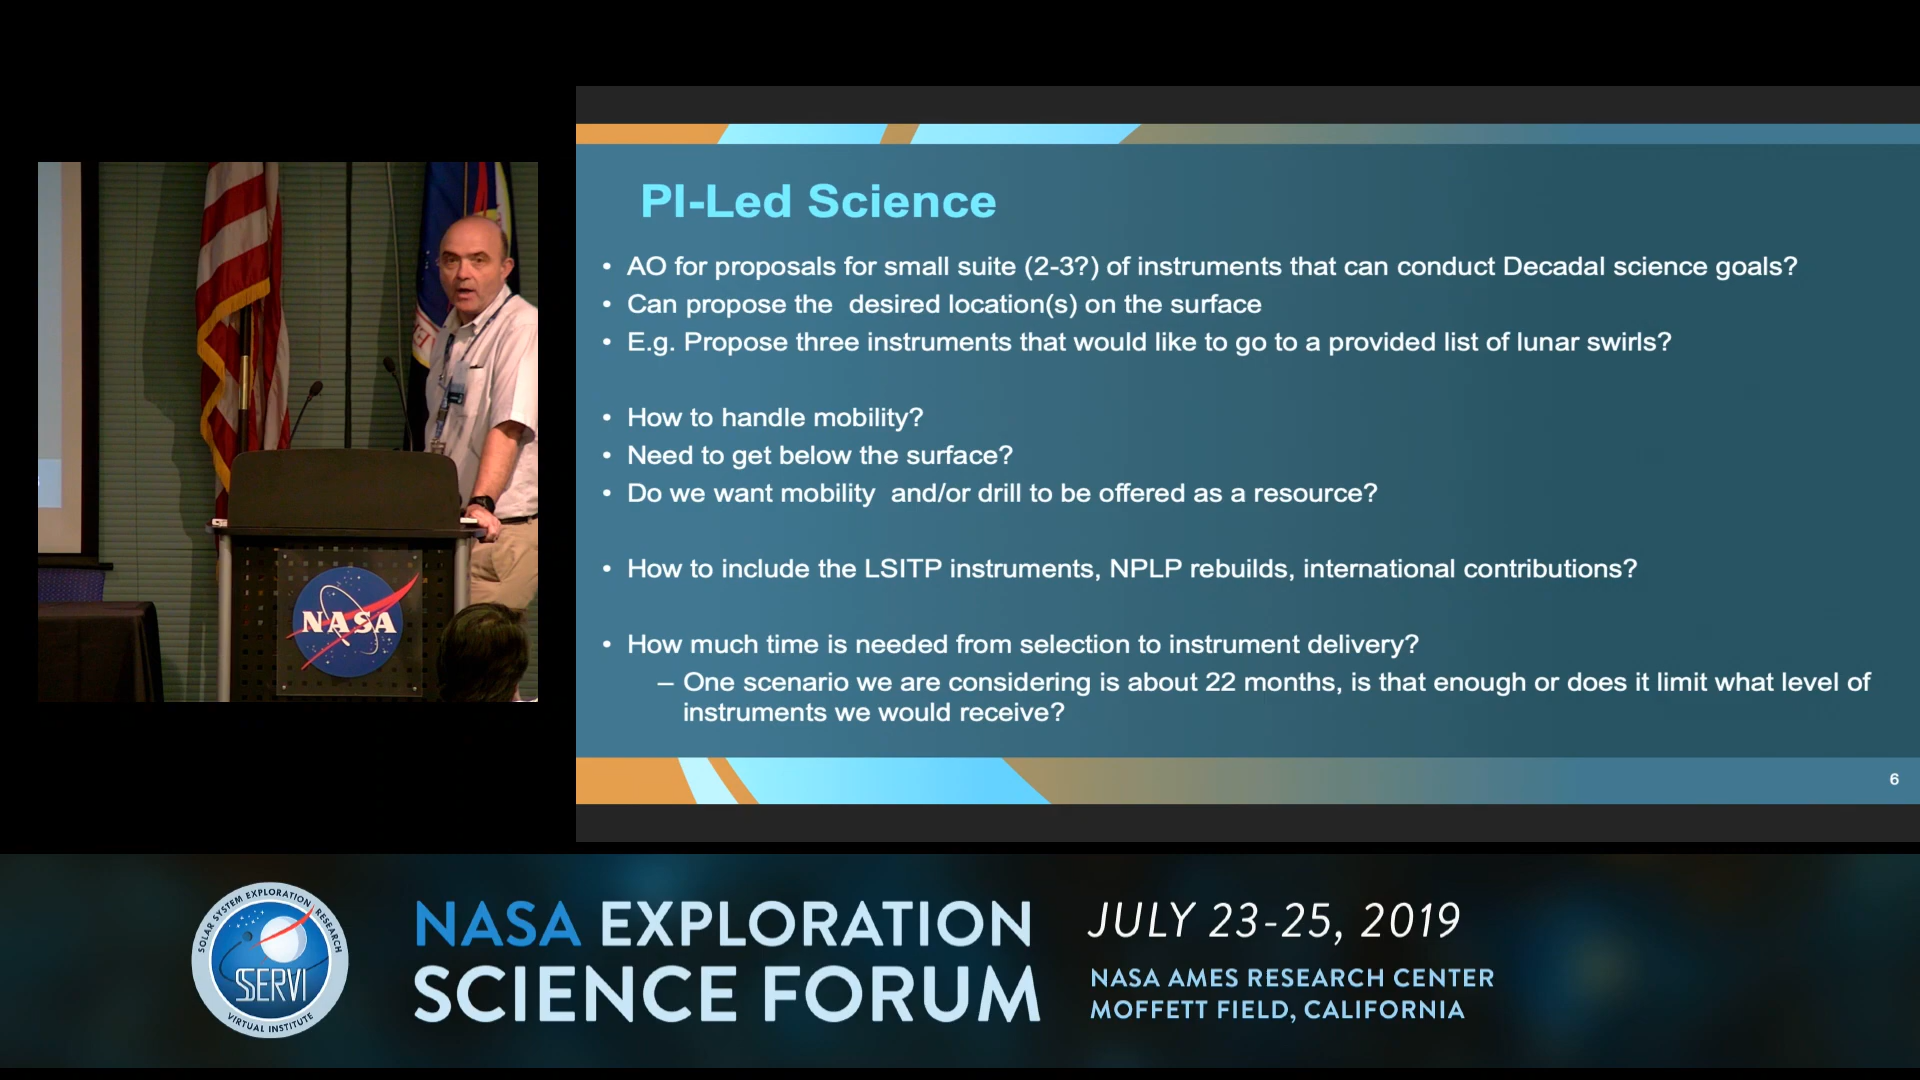 PI-Led Science
• AO for proposals for small suite (2-3?) of instruments that can conduct Decadal science goals?
• Can propose the desired location(s) on the surface
• E.g. Propose three instruments that would like to go to a provided list of lunar swirls?
• How to handle mobility?
• Need to get below the surface?
• Do we want mobility and/or drill to be offered as a resource?
• How to include the LSITP instruments, NPLP rebuilds, international contributions?
• How much time is needed from selection to instrument delivery?
– One scenario we are considering is about 22 months, is that enough or does it limit what level of
instruments we would receive?
6
NASA
SOLAR SYSTEM EXPLORATION RESEARCH
SSERVI
VIRTUAL INSTITUTE
NASA EXPLORATION
SCIENCE FORUM
JULY 23-25, 2019
NASA AMES RESEARCH CENTER
MOFFETT FIELD, CALIFORNIA